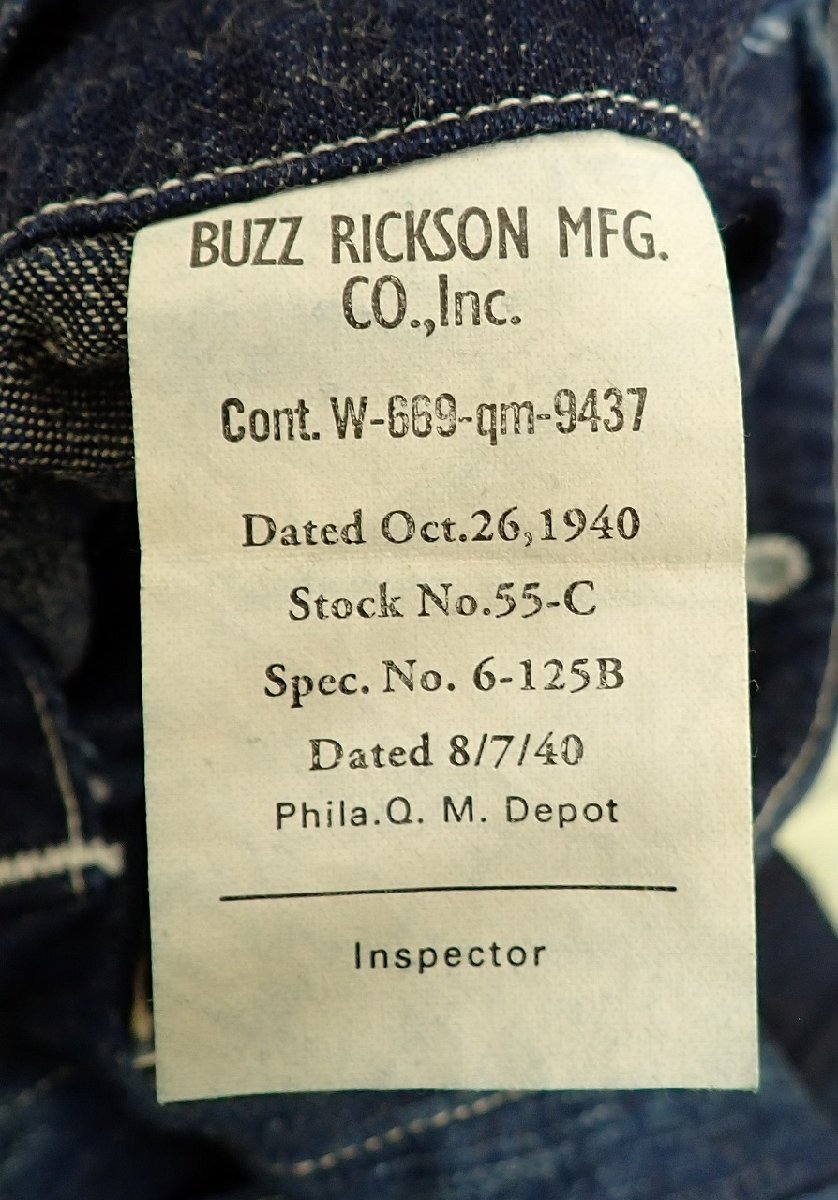 BUZZ RICKSON MFG.
CO.,Inc.
Cont. W-669-qm-9437
Dated Oct.26,1940
Stock No.55-C
Spec. No. 6-125B
Dated 8/7/40
Phila.Q. M. Depot
Inspector